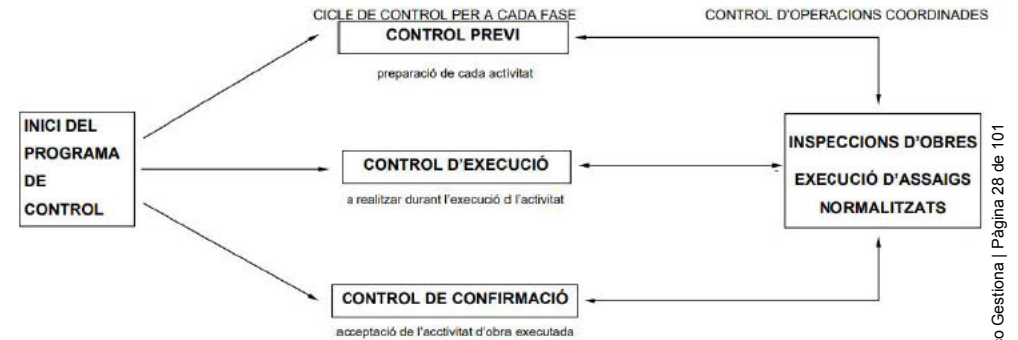 CICLE DE CONTROL PER A CADA FASE
CONTROL D'OPERACIONS COORDINADES
CONTROL PREVI
preparació de cada activitat
INICI DEL
PROGRAMA
DE
CONTROL
CONTROL D'EXECUCIÓ
a realitzar durant l'execució d l'activitat
INSPECCIONS D'OBRES
EXECUCIÓ D'ASSAIGS
NORMALITZATS
CONTROL DE CONFIRMACIÓ
acceptació de l'acctivitat d'obra executada
o Gestiona | Pàgina 28 de 101